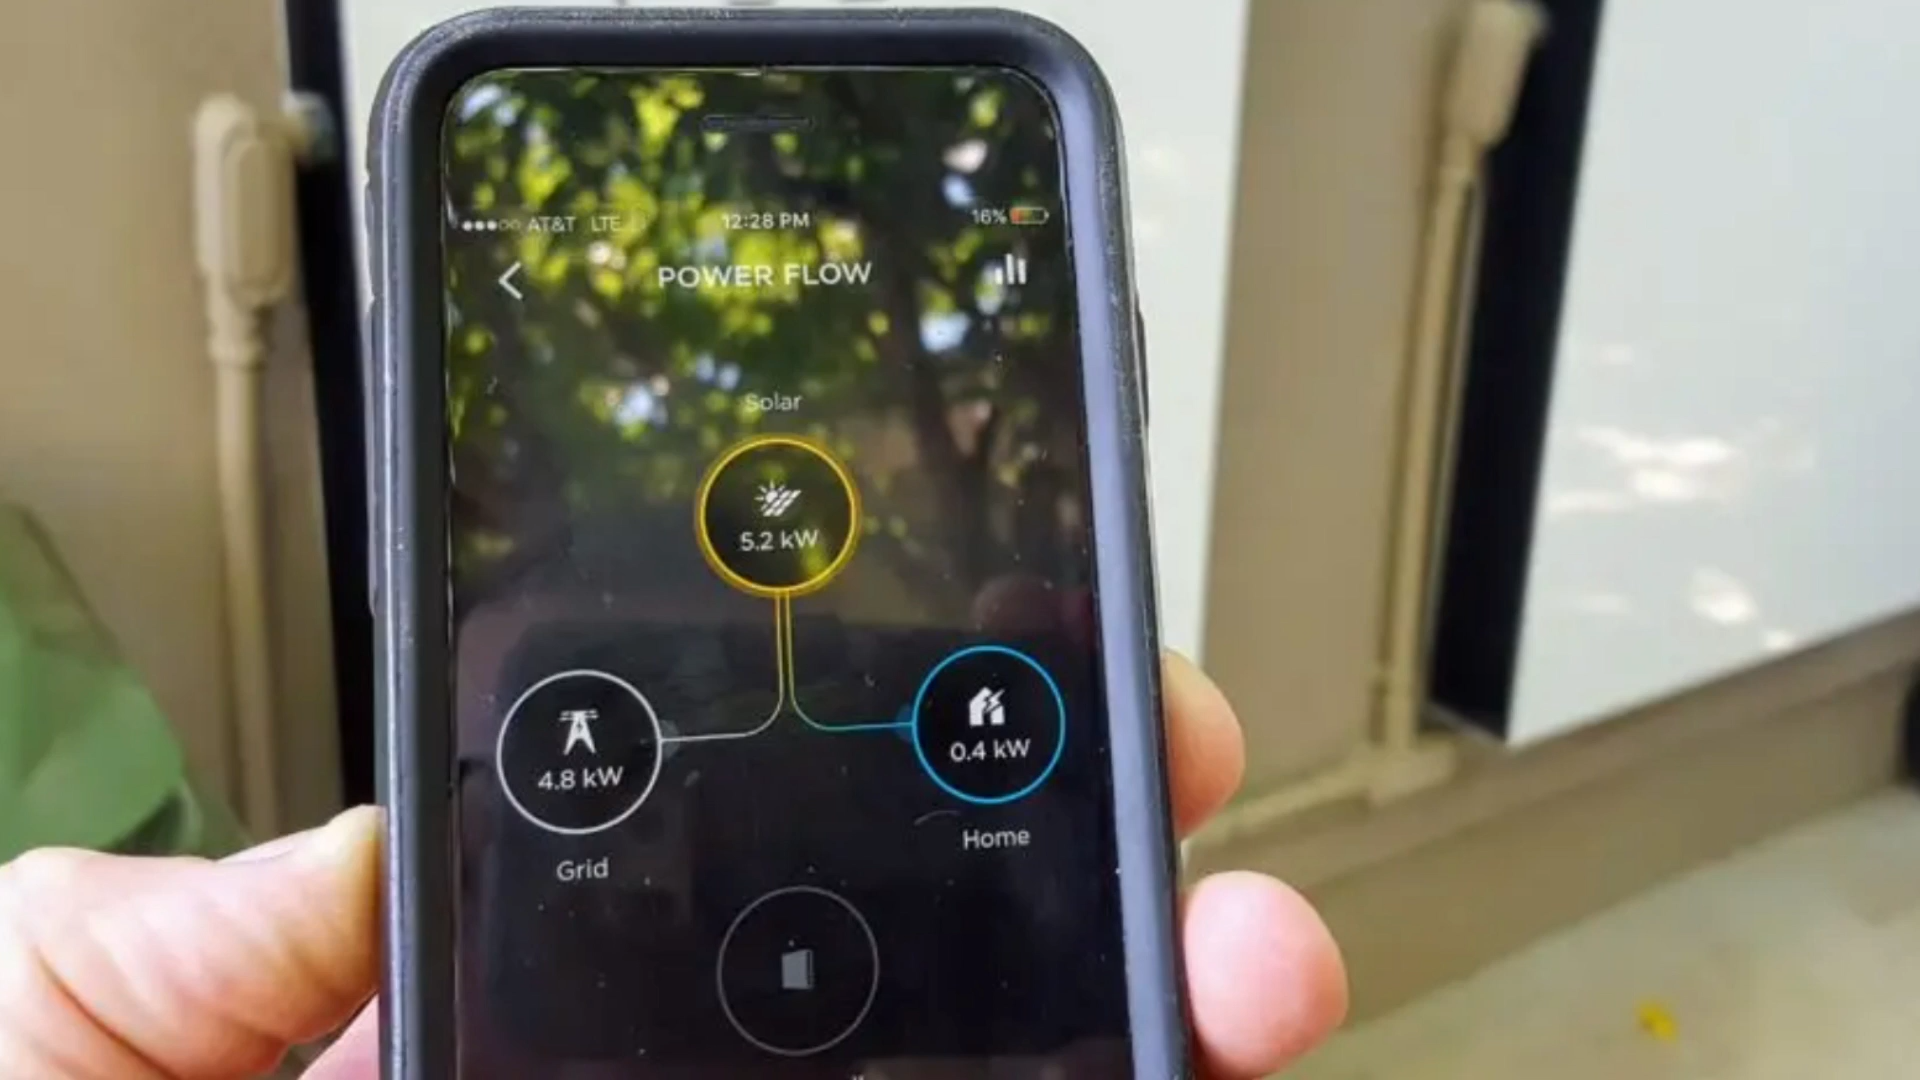 AT&T LTE 12:28 PM 16%
POWER FLOW
Solar
5.2 kW
4.8 kW
0.4 kW
Grid
Home